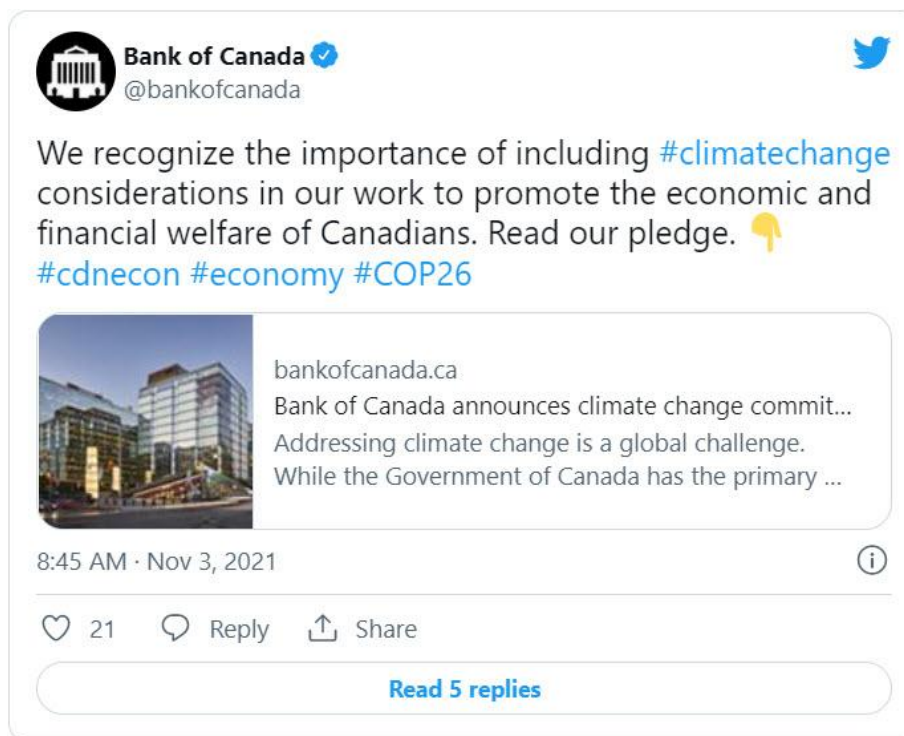 Bank of Canada
@bankofcanada
We recognize the importance of including #climatechange
considerations in our work to promote the economic and
financial welfare of Canadians. Read our pledge. 👇
#cdnecon #economy #COP26
bankofcanada.ca
Bank of Canada announces climate change commit...
Addressing climate change is a global challenge.
While the Government of Canada has the primary ...
8:45 AM · Nov 3, 2021
21 Reply Share
Read 5 replies